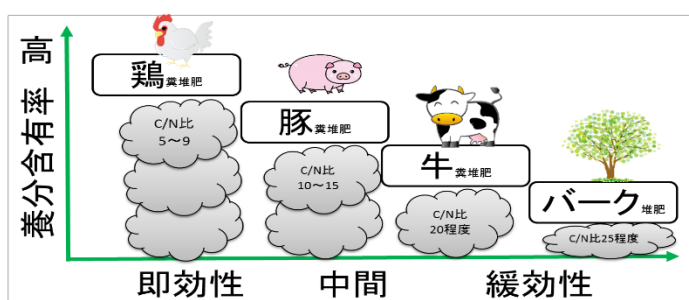 養分含有率 高
鶏糞堆肥
C/N比
5～9
豚糞堆肥
C/N比
10～15
牛糞堆肥
C/N比
20程度
バーク堆肥
C/N比25程度
即効性 中間 緩効性